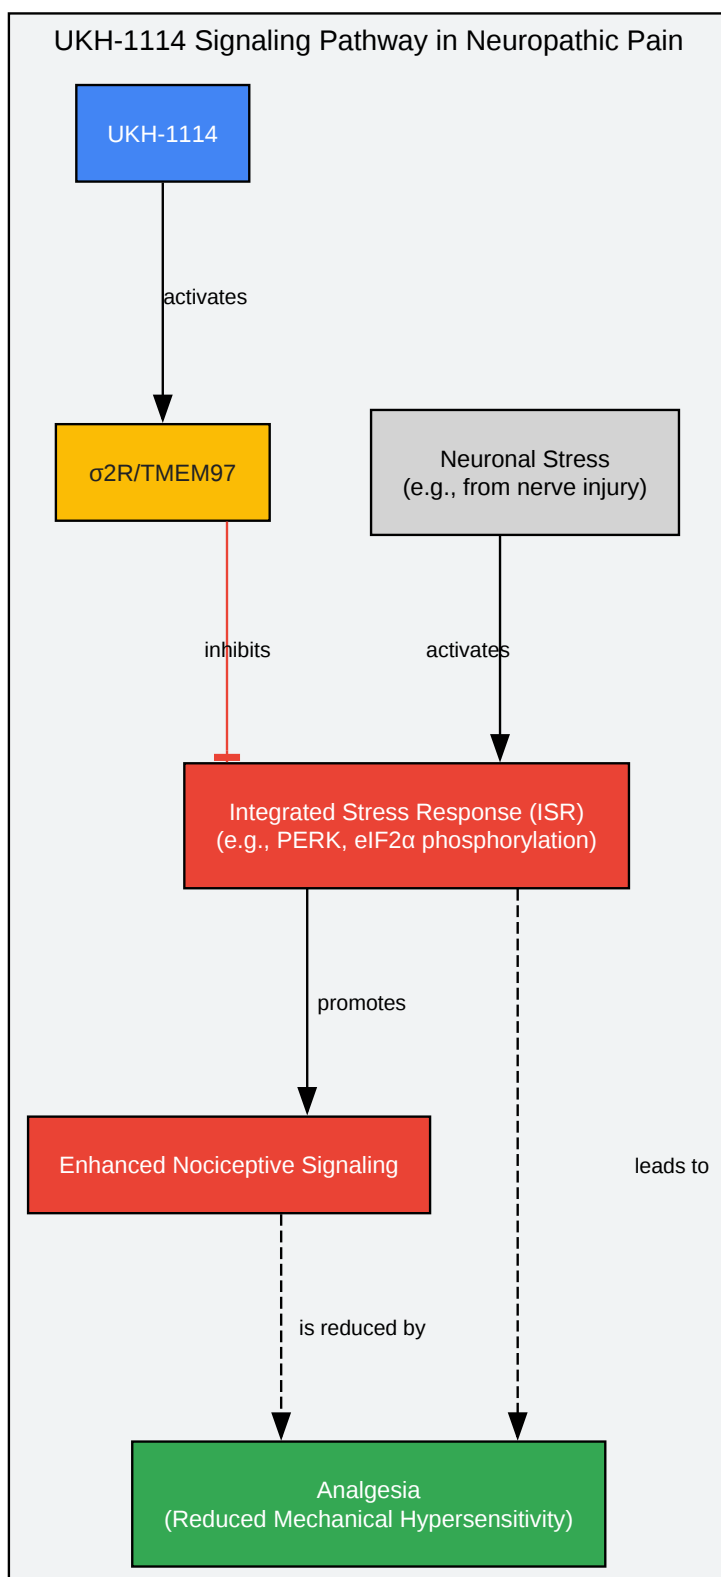 UKH-1114 Signaling Pathway in Neuropathic Pain
UKH-1114
activates
σ2R/TMEM97
Neuronal Stress
(e.g., from nerve injury)
inhibits
activates
Integrated Stress Response (ISR)
(e.g., PERK, eIF2α phosphorylation)
promotes
Enhanced Nociceptive Signaling
leads to
is reduced by
Analgesia
(Reduced Mechanical Hypersensitivity)